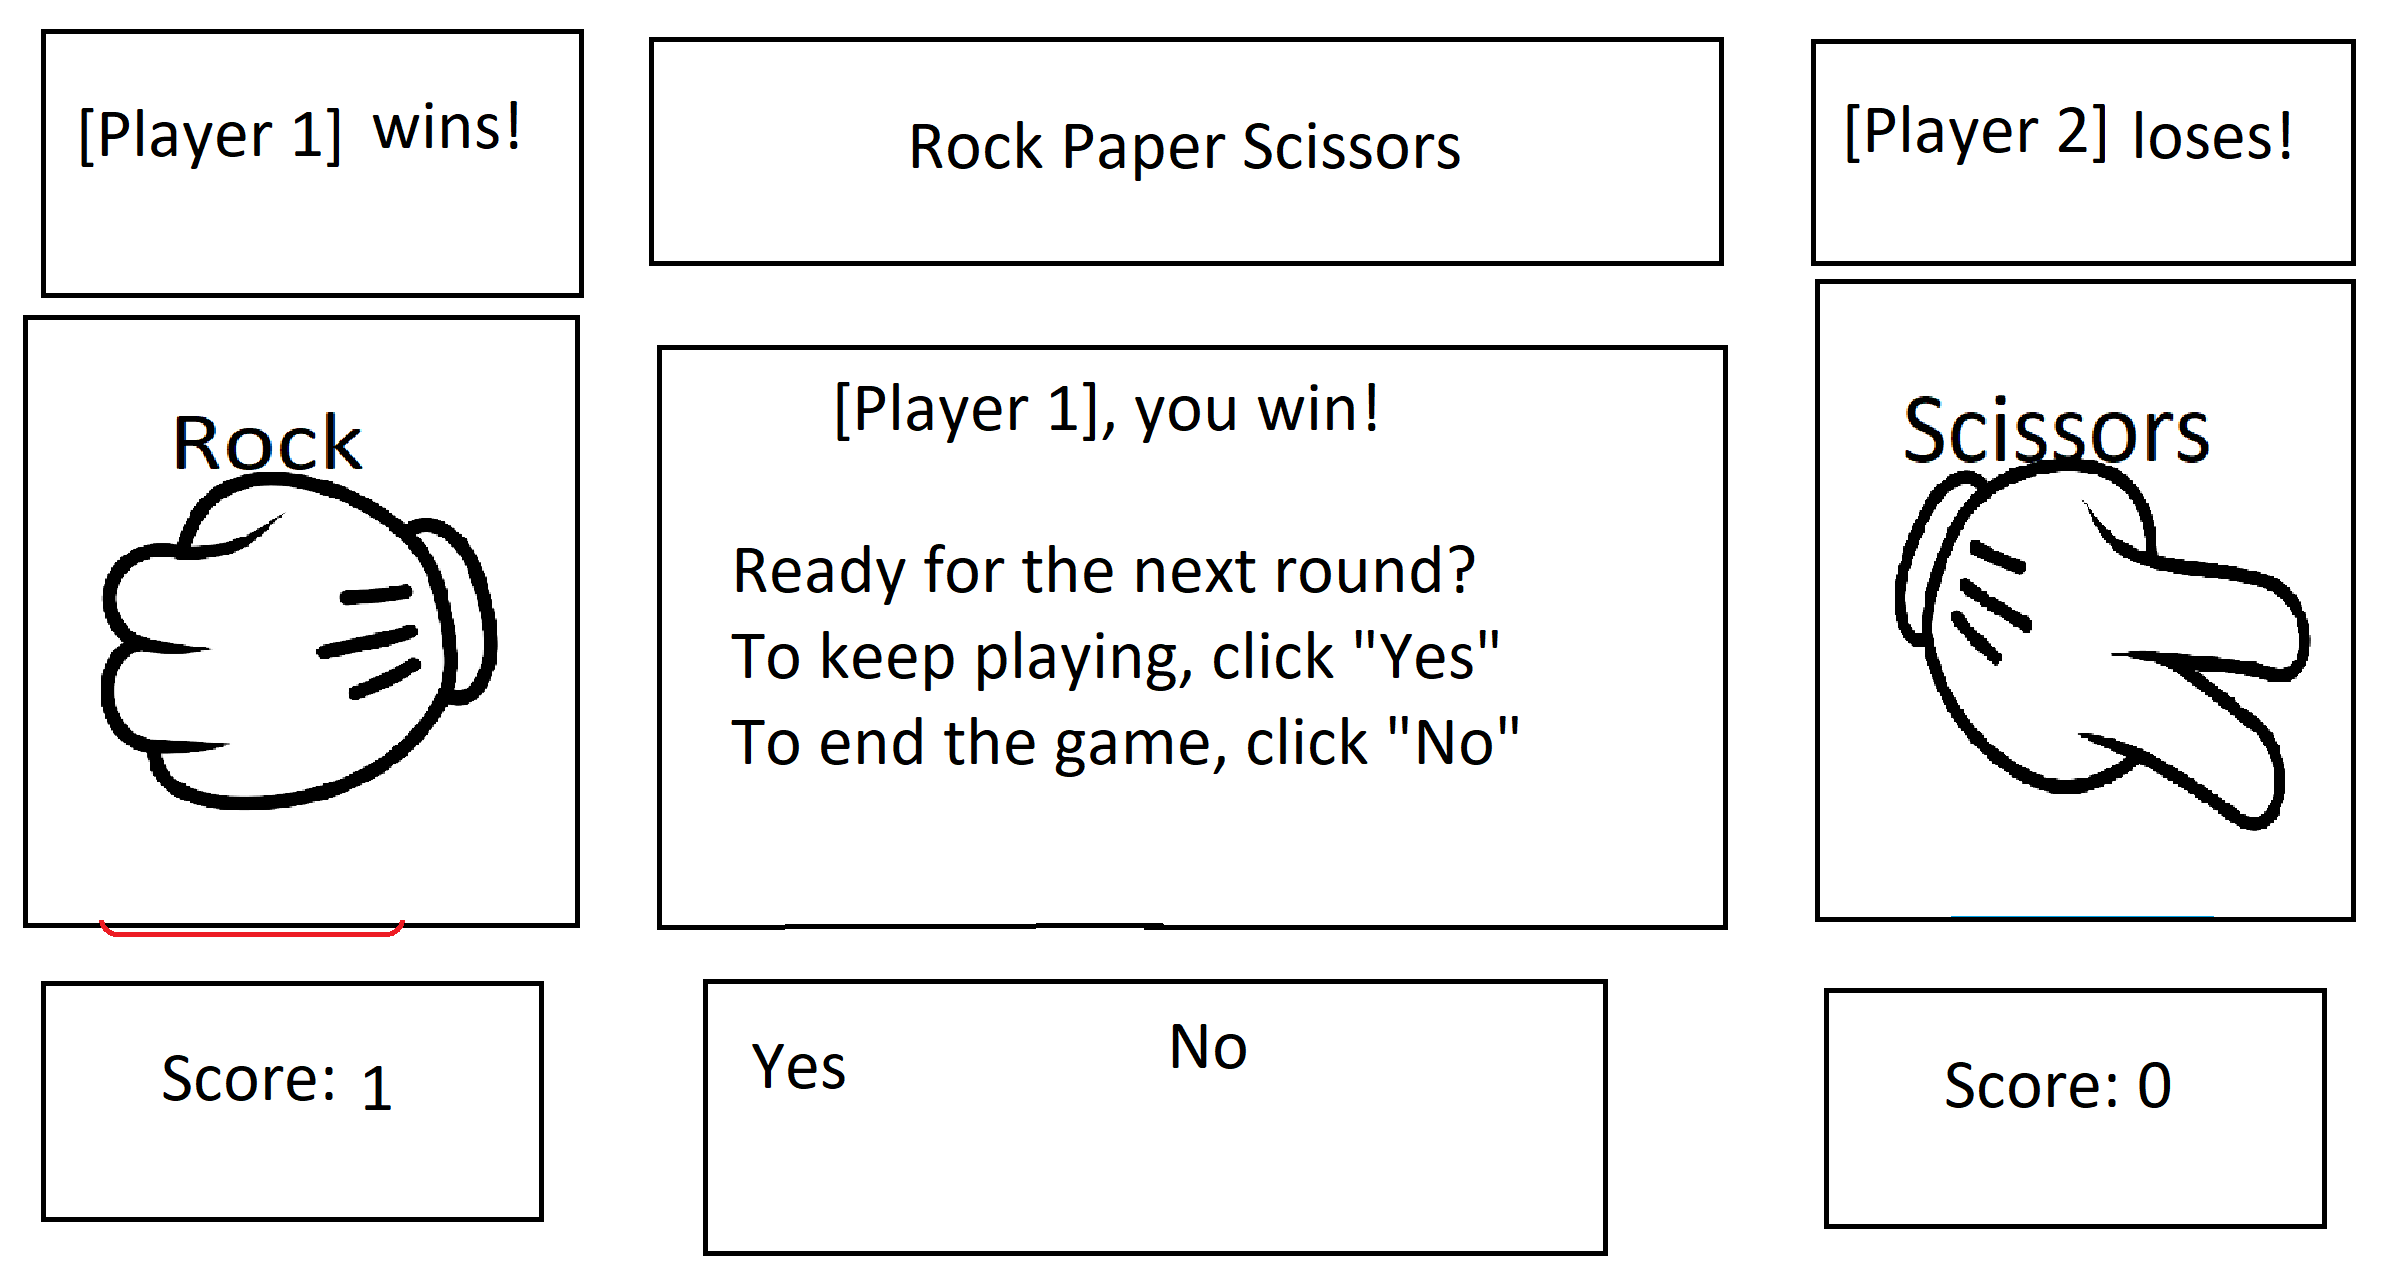 [Player 1] wins!
Rock Paper Scissors
[Player 2] loses!
Rock
[Player 1], you win!
Ready for the next round?
To keep playing, click "Yes"
To end the game, click "No"
Scissors
Score: 1
Yes No
Score: 0